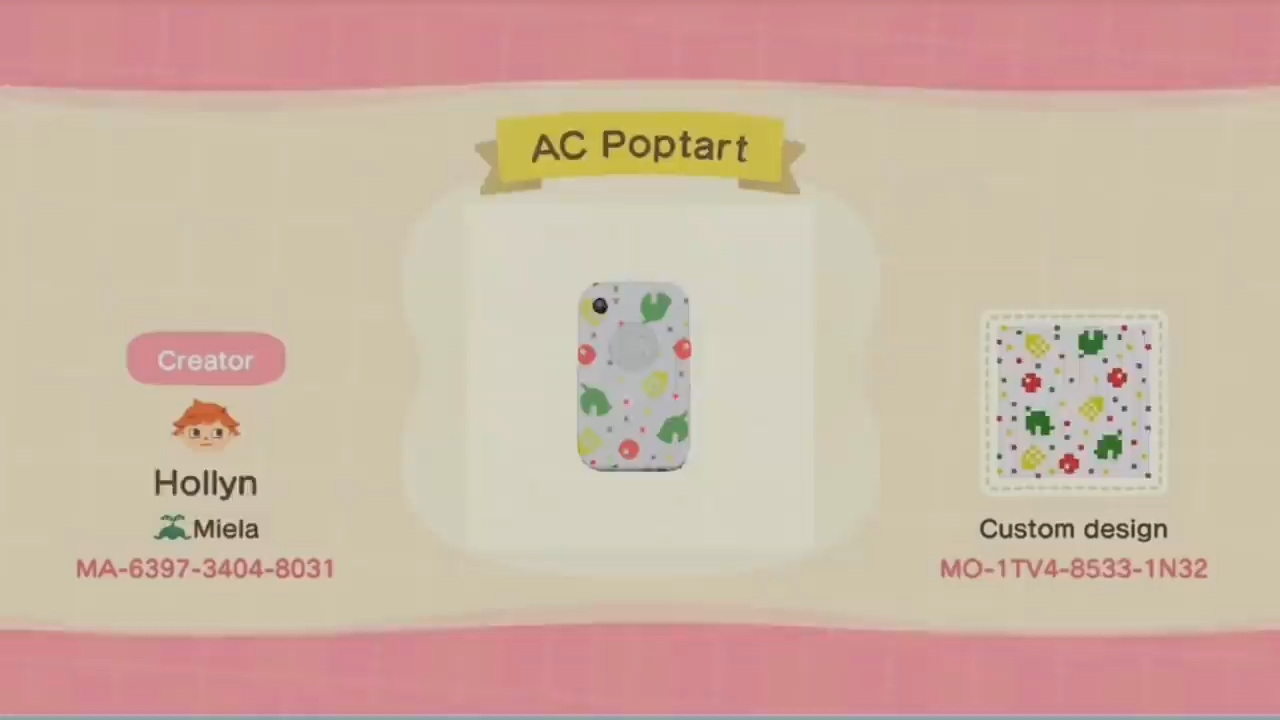 AC Poptart
Creator
Hollyn
Miela
MA-6397-3404-8031
Custom design
MO-1TV4-8533-1N32